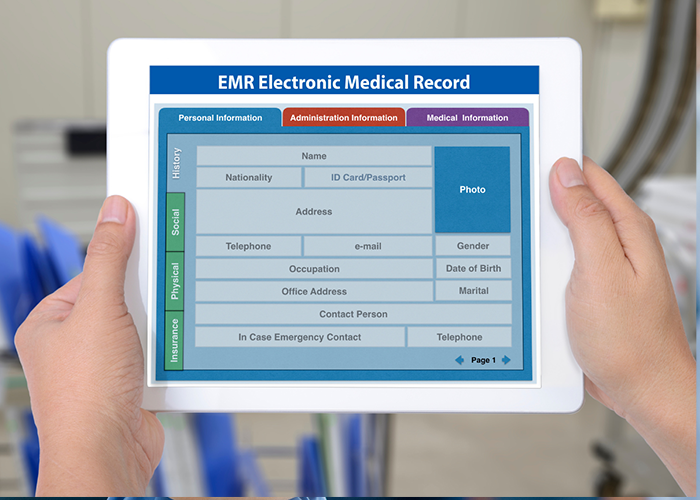 EMR Electronic Medical Record
Personal Information Administration Information Medical Information
History
Social
Physical
Insurance
Name
Nationality ID Card/Passport
Photo
Address
Telephone e-mail Gender
Occupation Date of Birth
Office Address Marital
Contact Person
In Case Emergency Contact Telephone
Page 1